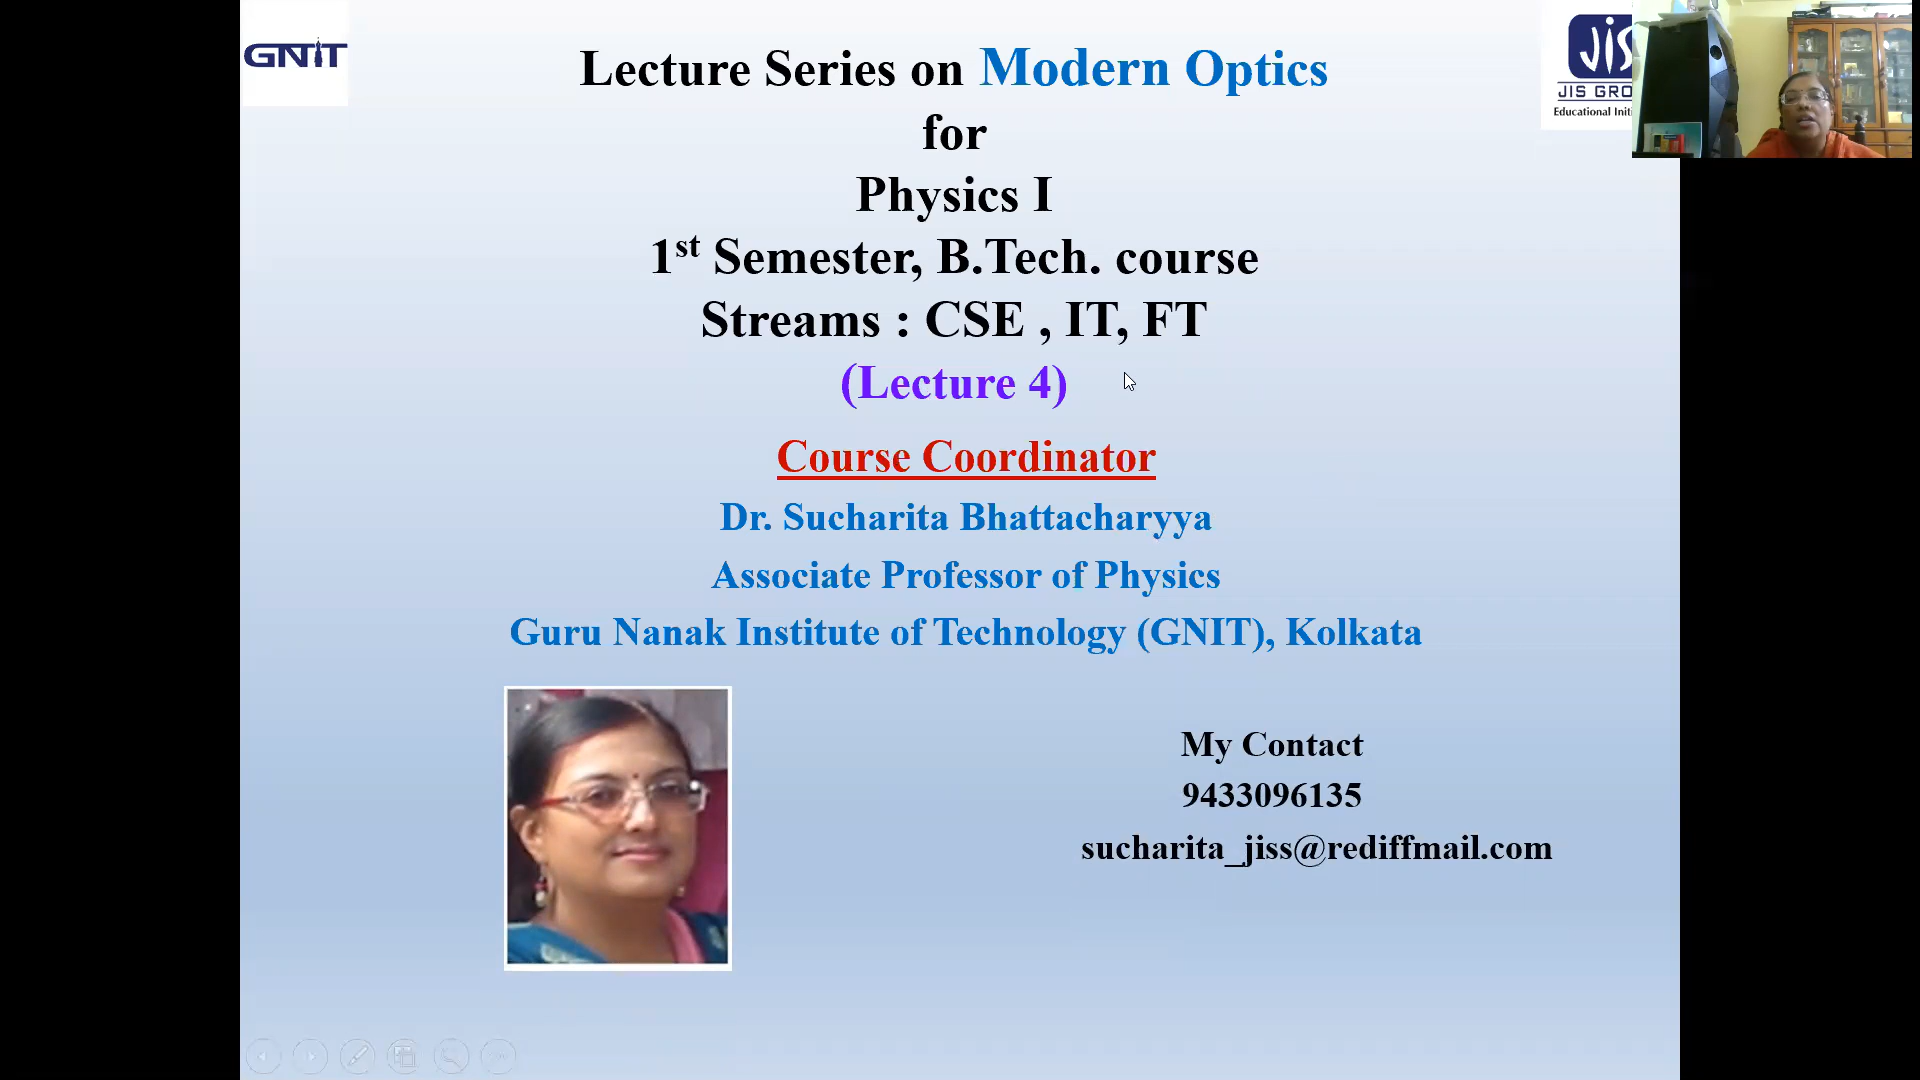 GNIT
Lecture Series on Modern Optics
for
Physics I
1st Semester, B.Tech. course
Streams : CSE , IT, FT
(Lecture 4)
JIS
JIS GRO
Educational Initi
Course Coordinator
Dr. Sucharita Bhattacharyya
Associate Professor of Physics
Guru Nanak Institute of Technology (GNIT), Kolkata
My Contact
9433096135
sucharita_jiss@rediffmail.com